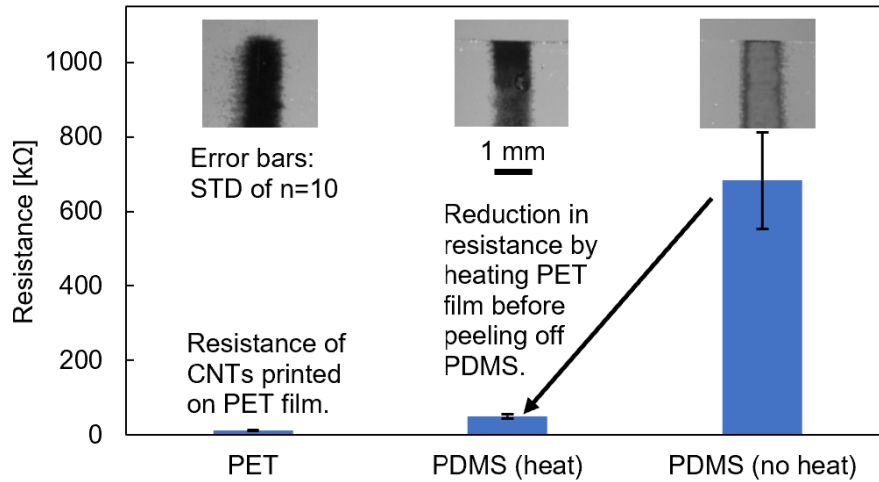 1000
800
600
400
200
0
Resistance [kΩ]
Error bars:
STD of n=10
1 mm
Reduction in
resistance by
heating PET
film before
peeling off
PDMS.
Resistance of
CNTs printed
on PET film.
PET
PDMS (heat)
PDMS (no heat)